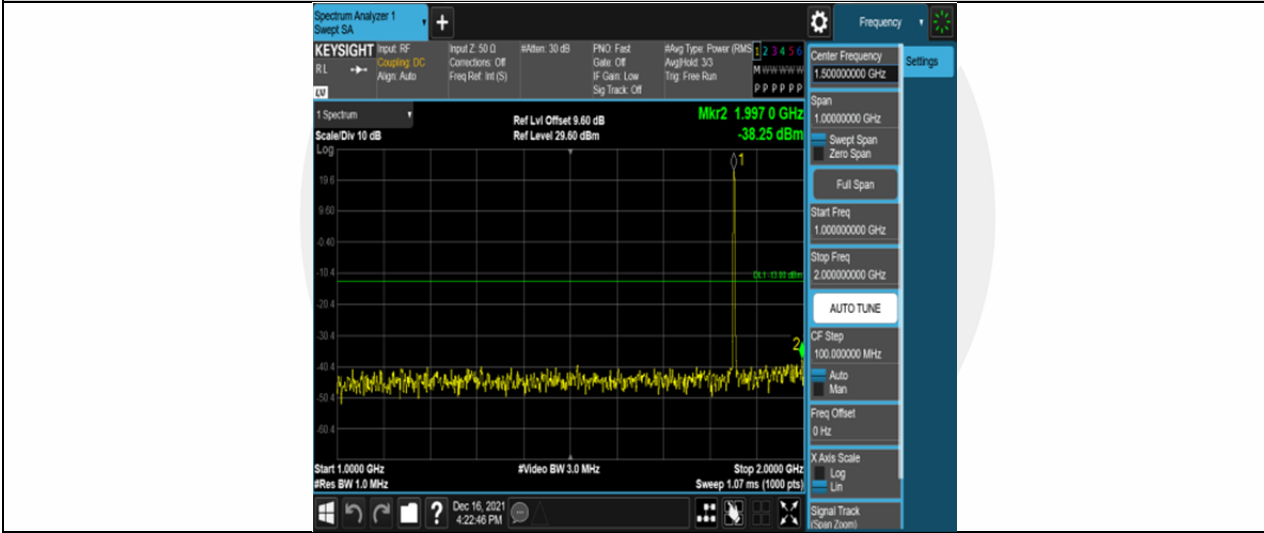 Spectrum Analyzer 1
Swept SA
+
Frequency
KEYSIGHT
RL
LV
Input: RF
Coupling: DC
Align: Auto
Input Z: 50 Ω
Corrections: Off
Freq Ref: Int (S)
#Atten: 30 dB
PNO: Fast
Gate: Off
IF Gain: Low
Sig Track: Off
#Avg Type: Power (RMS
Avg|Hold: 3/3
Trig: Free Run
1 2 3 4 5 6
M W W W W W
P P P P P P
1 Spectrum
Scale/Div 10 dB
Log
Ref Lvl Offset 9.60 dB
Ref Level 29.60 dBm
Mkr2 1.997 0 GHz
-38.25 dBm
1
19.6
9.60
-0.40
-10.4
DL1 -13.00 dBm
-20.4
-30.4
2
-40.4
-50.4
-60.4
Start 1.0000 GHz
#Res BW 1.0 MHz
#Video BW 3.0 MHz
Stop 2.0000 GHz
Sweep 1.07 ms (1000 pts)
?
Dec 16, 2021
4:22:46 PM
Center Frequency
1.500000000 GHz
Settings
Span
1.00000000 GHz
Swept Span
Zero Span
Full Span
Start Freq
1.000000000 GHz
Stop Freq
2.000000000 GHz
AUTO TUNE
CF Step
100.000000 MHz
Auto
Man
Freq Offset
0 Hz
X Axis Scale
Log
Lin
Signal Track
(Span Zoom)